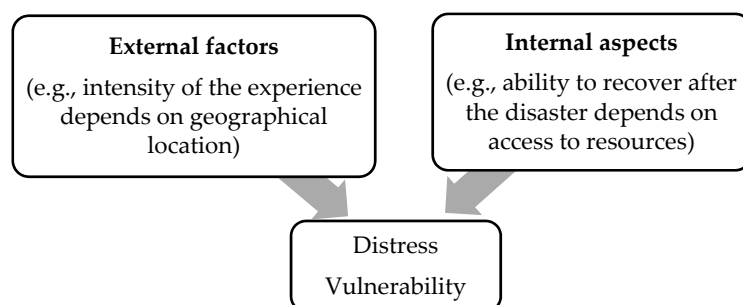 External factors
(e.g., intensity of the experience
depends on geographical
location)
Internal aspects
(e.g., ability to recover after
the disaster depends on
access to resources)
Distress
Vulnerability